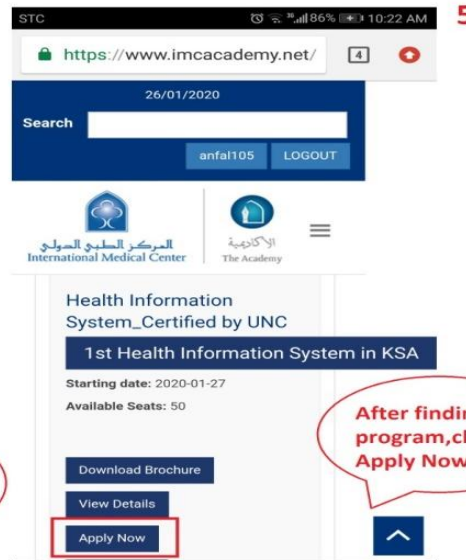 STC 86% 10:22 AM
5
https://www.imcacademy.net/ 4
26/01/2020
Search
anfal105 LOGOUT
المركز الطبي الدولي
International Medical Center
الأكاديمية
The Academy
Health Information
System_Certified by UNC
1st Health Information System in KSA
Starting date: 2020-01-27
Available Seats: 50
Download Brochure
View Details
Apply Now
After findin
program,cl
Apply Now